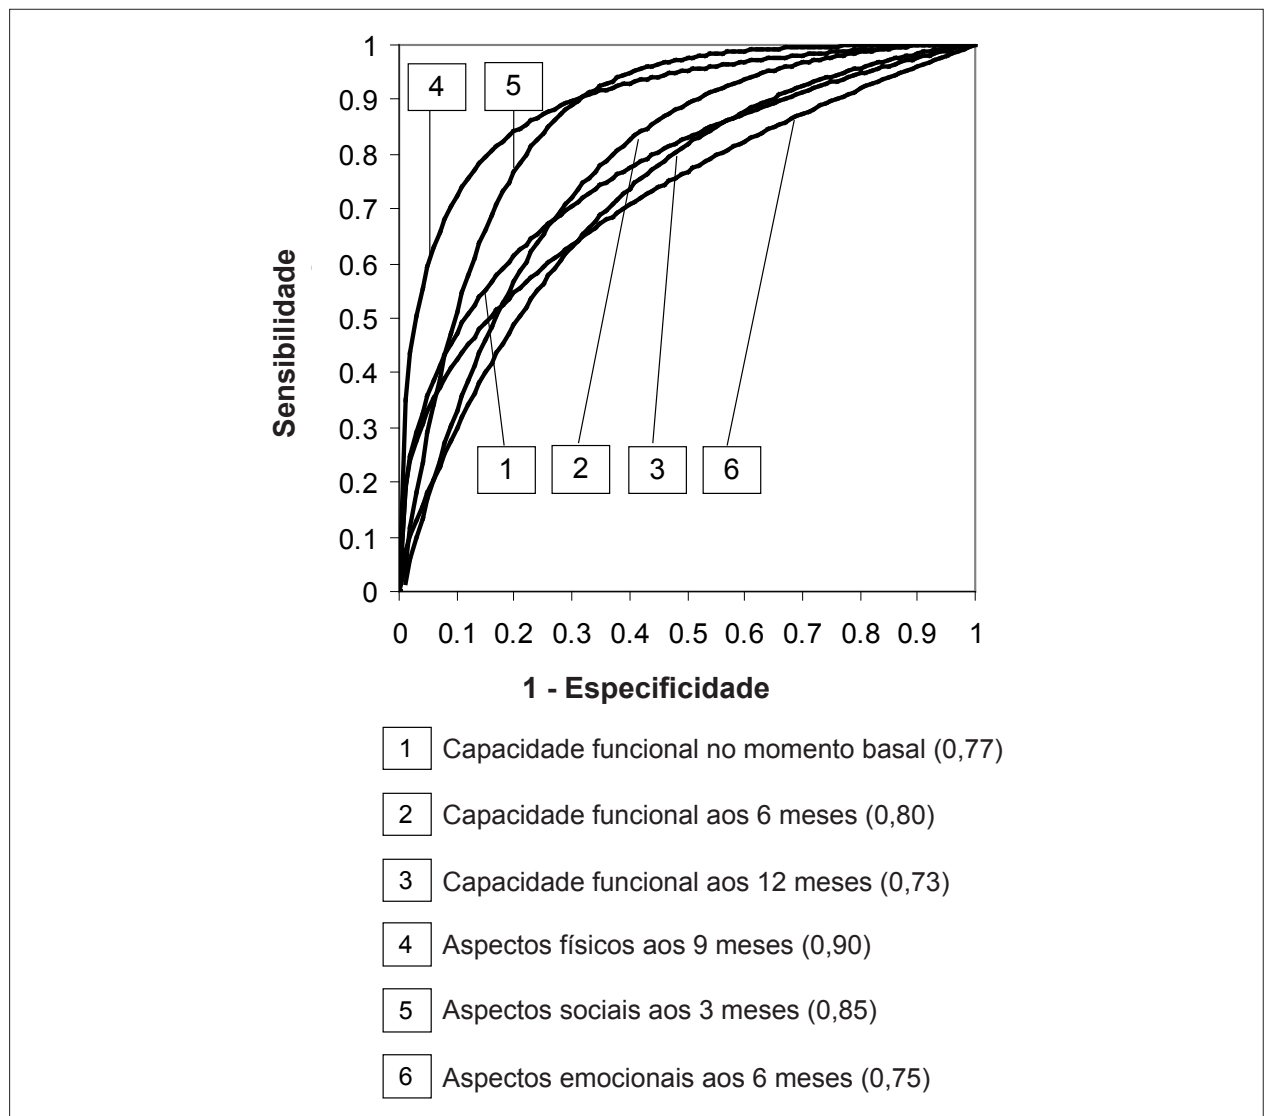 1
0.9
0.8
0.7
0.6
0.5
0.4
0.3
0.2
0.1
0
Sensibilidade
4
5
1
2
3
6
0 0.1 0.2 0.3 0.4 0.5 0.6 0.7 0.8 0.9 1
1 - Especificidade
1 Capacidade funcional no momento basal (0,77)
2 Capacidade funcional aos 6 meses (0,80)
3 Capacidade funcional aos 12 meses (0,73)
4 Aspectos físicos aos 9 meses (0,90)
5 Aspectos sociais aos 3 meses (0,85)
6 Aspectos emocionais aos 6 meses (0,75)